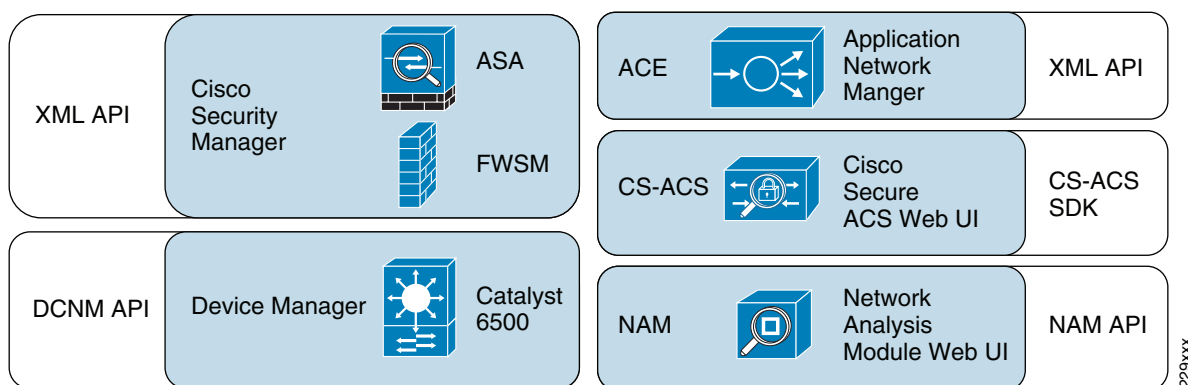 XML API
Cisco
Security
Manager
ASA
FWSM
DCNM API
Device Manager
Catalyst
6500
ACE
Application
Network
Manger
XML API
CS-ACS
Cisco
Secure
ACS Web UI
CS-ACS
SDK
NAM
Network
Analysis
Module Web UI
NAM API
229xxx